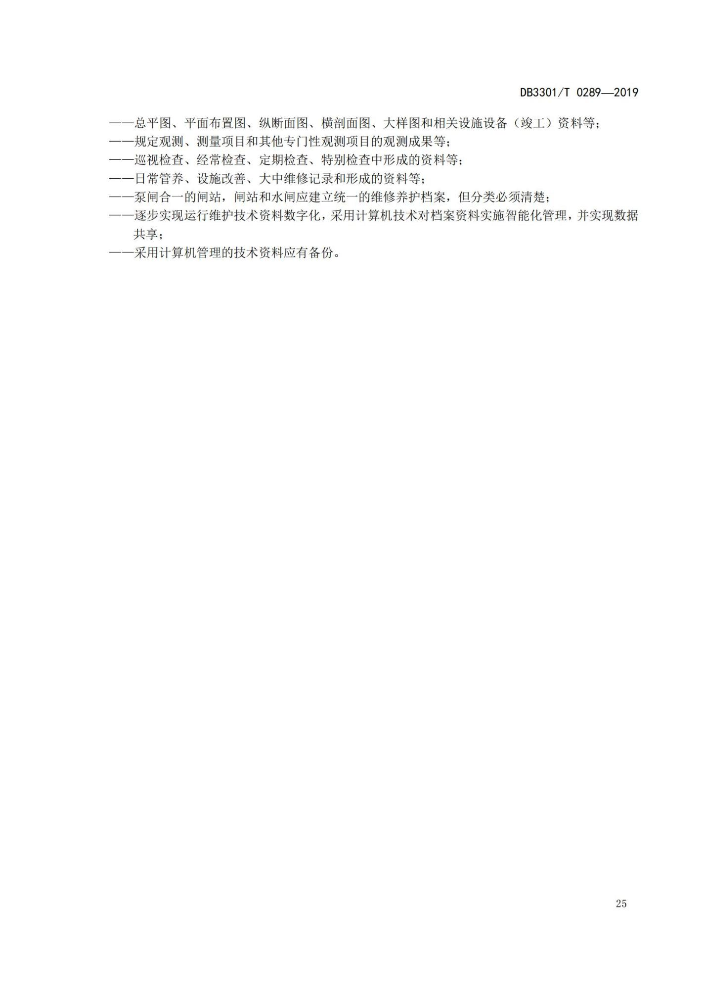 DB3301/T 0289—2019
——总平图、平面布置图、纵断面图、横剖面图、大样图和相关设施设备（竣工）资料等；
——规定观测、测量项目和其他专门性观测项目的观测成果等；
——巡视检查、经常检查、定期检查、特别检查中形成的资料等；
——日常管养、设施改善、大中维修记录和形成的资料等；
——泵闸合一的闸站，闸站和水闸应建立统一的维修养护档案，但分类必须清楚；
——逐步实现运行维护技术资料数字化，采用计算机技术对档案资料实施智能化管理，并实现数据
共享；
——采用计算机管理的技术资料应有备份。
25